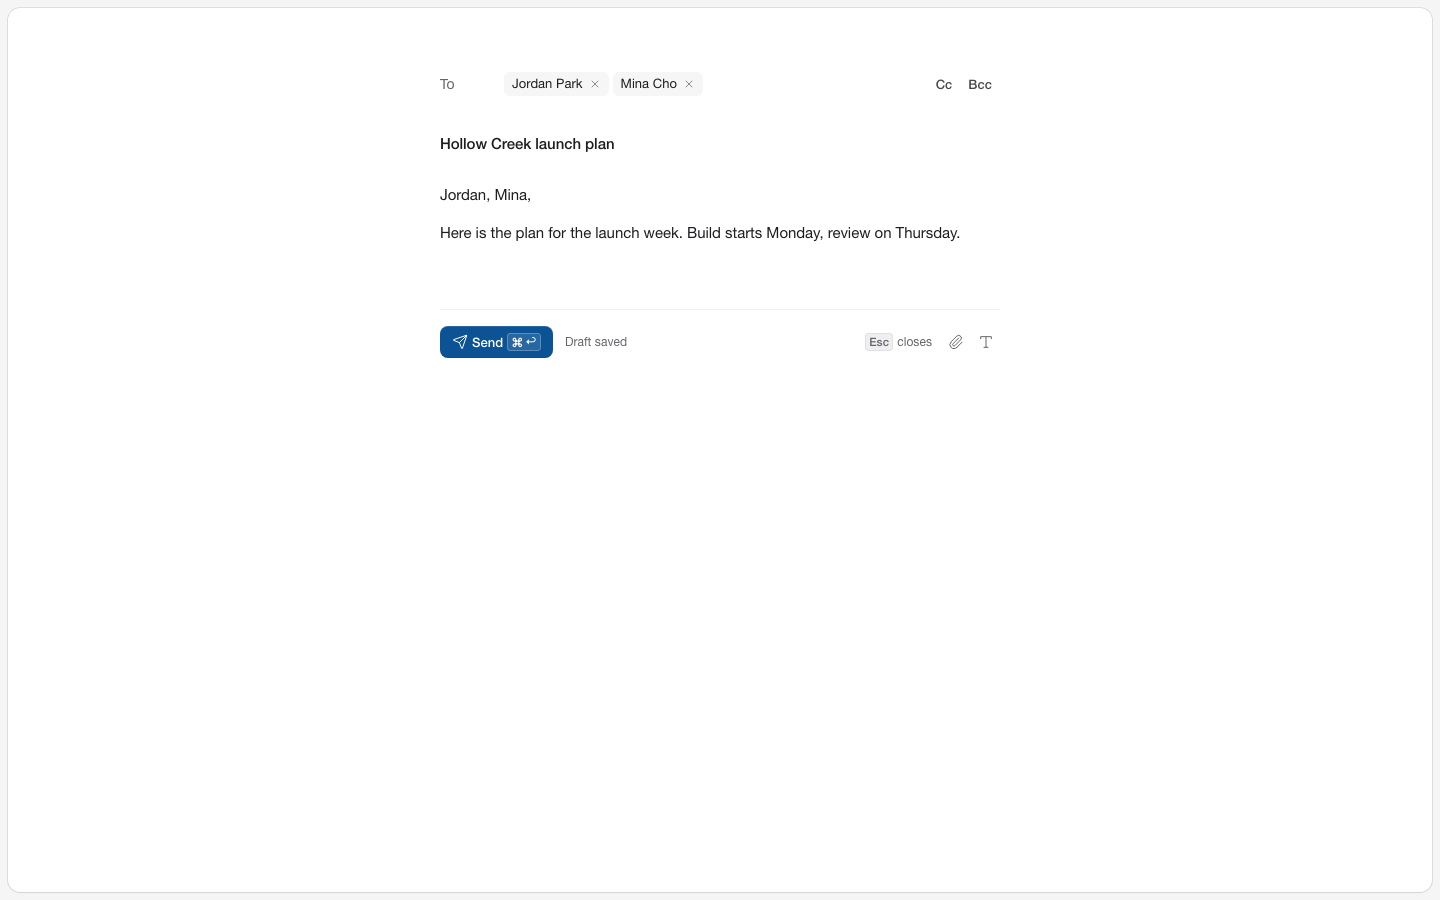 To Jordan Park Mina Cho Cc Bcc
Hollow Creek launch plan
Jordan, Mina,
Here is the plan for the launch week. Build starts Monday, review on Thursday.
Send ⌘ ↩ Draft saved Esc closes